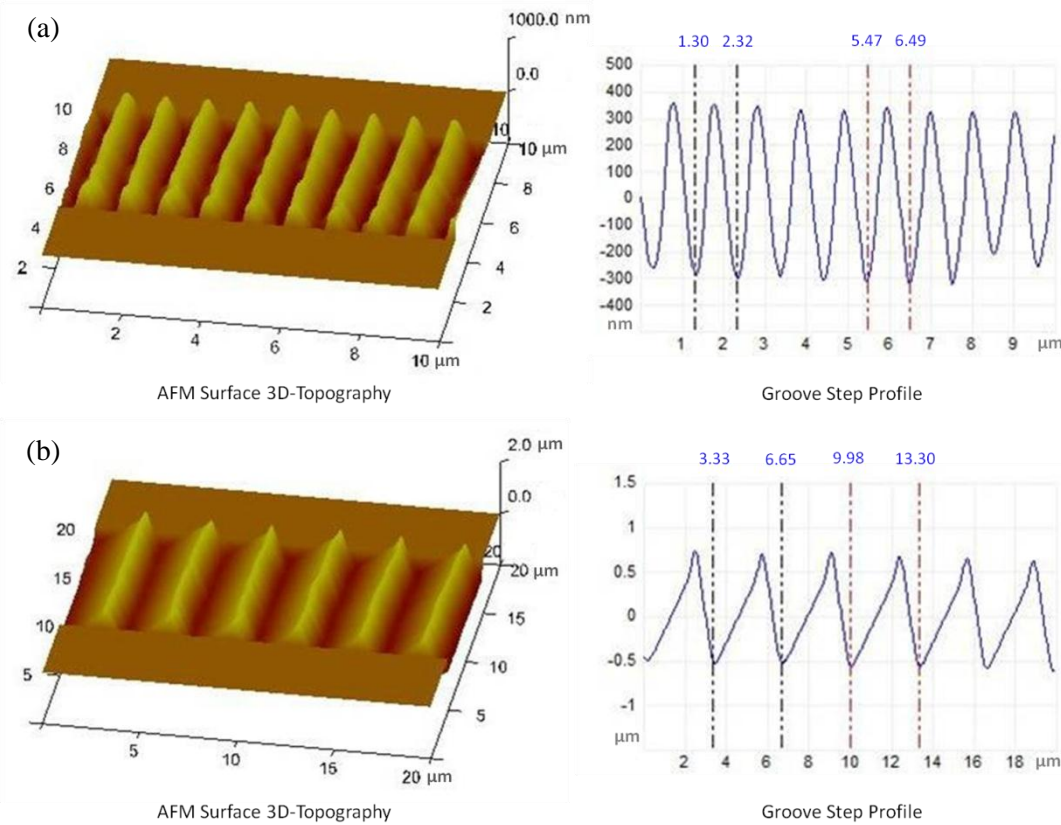 (a)
1000.0 nm
0.0
10
10 μm
8
6
4
2
10
8
6
4
2
2
4
6
8
10 μm
AFM Surface 3D-Topography
1.30 2.32 5.47 6.49
500
400
300
200
100
0
-100
-200
-300
-400
nm
1 2 3 4 5 6 7 8 9 μm
Groove Step Profile
(b)
2.0 μm
0.0
20
20 μm
15
10
5
20
15
10
5
5
10
15
20 μm
AFM Surface 3D-Topography
3.33 6.65 9.98 13.30
1.5
1
0.5
0
-0.5
-1
μm
2 4 6 8 10 12 14 16 18 μm
Groove Step Profile